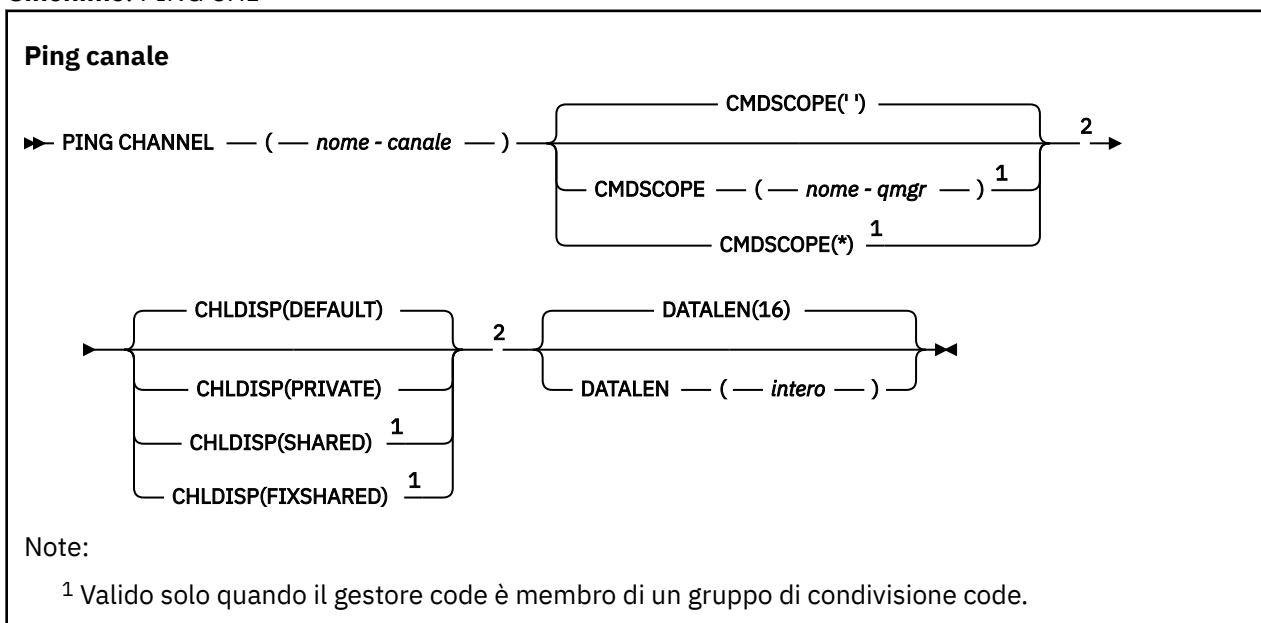 Ping canale
CMDSCOPE(' ')
PING CHANNEL ( nome - canale ) 2
CMDSCOPE ( nome - qmgr ) 1
CMDSCOPE(*) 1
CHLDISP(DEFAULT) DATALEN(16)
2
CHLDISP(PRIVATE) DATALEN ( intero )
CHLDISP(SHARED) 1
CHLDISP(FIXSHARED) 1
Note:
1 Valido solo quando il gestore code è membro di un gruppo di condivisione code.